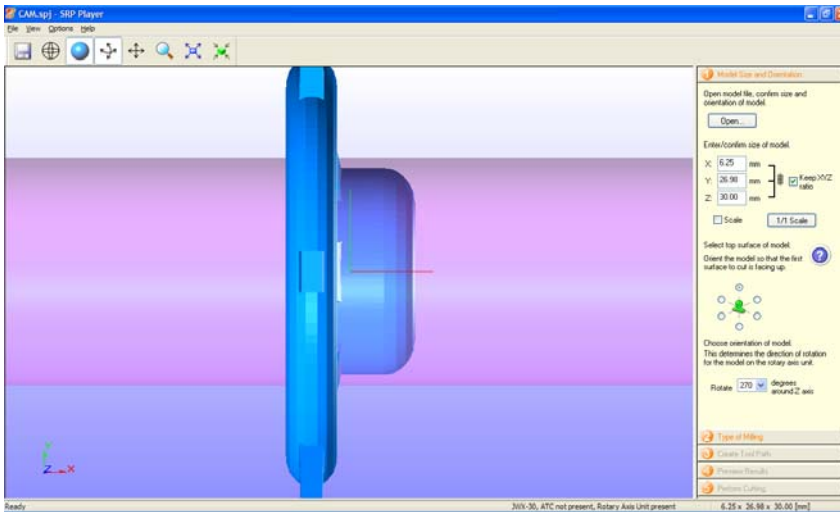 CAM.spj - SRP Player
File View Options Help
Model Size and Orientation
Open model file, confirm size and
orientation of model.
Open...
Enter/confirm size of model.
X: 6.25 mm
Y: 26.98 mm
Z: 30.00 mm
Keep XYZ
ratio
Scale
1/1 Scale
Select top surface of model.
Orient the model so that the first
surface to cut is facing up.
?
Choose orientation of model.
This determines the direction of rotation
for the model on the rotary axis unit.
Rotate 270 degrees
around Z axis
Type of Milling
Create Tool Path
Preview Results
Perform Cutting
Y
Z X
Ready
JWX-30, ATC not present, Rotary Axis Unit present
6.25 x 26.98 x 30.00 [mm]